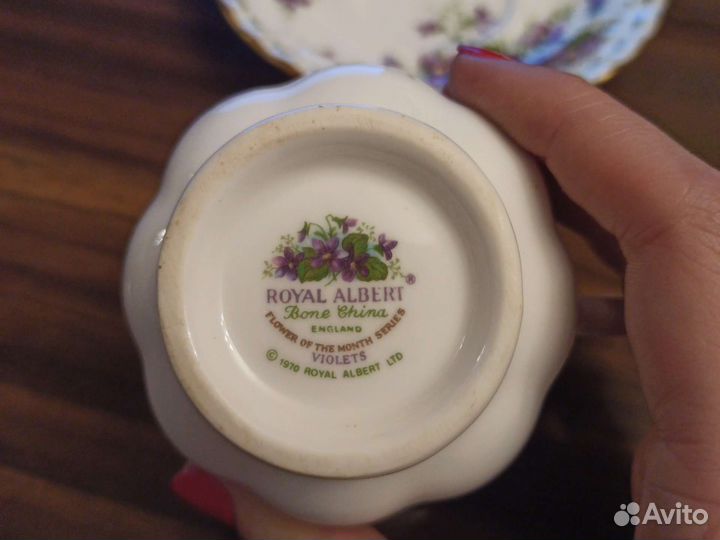 ROYAL ALBERT®
Bone China
ENGLAND
FLOWER OF THE MONTH SERIES
VIOLETS
© 1970 ROYAL ALBERT LTD
Avito